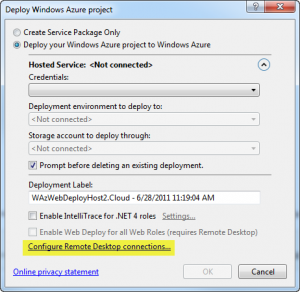 Deploy Windows Azure project
Create Service Package Only
Deploy your Windows Azure project to Windows Azure
Hosted Service: <Not connected>
Credentials:
Deployment environment to deploy to:
<Not connected>
Storage account to deploy through:
<Not connected>
Prompt before deleting an existing deployment.
Deployment Label:
WAzWebDeployHost2.Cloud - 6/28/2011 11:19:04 AM
Enable IntelliTrace for .NET 4 roles Settings...
Enable Web Deploy for all Web Roles (requires Remote Desktop)
Configure Remote Desktop connections...
Online privacy statement OK Cancel